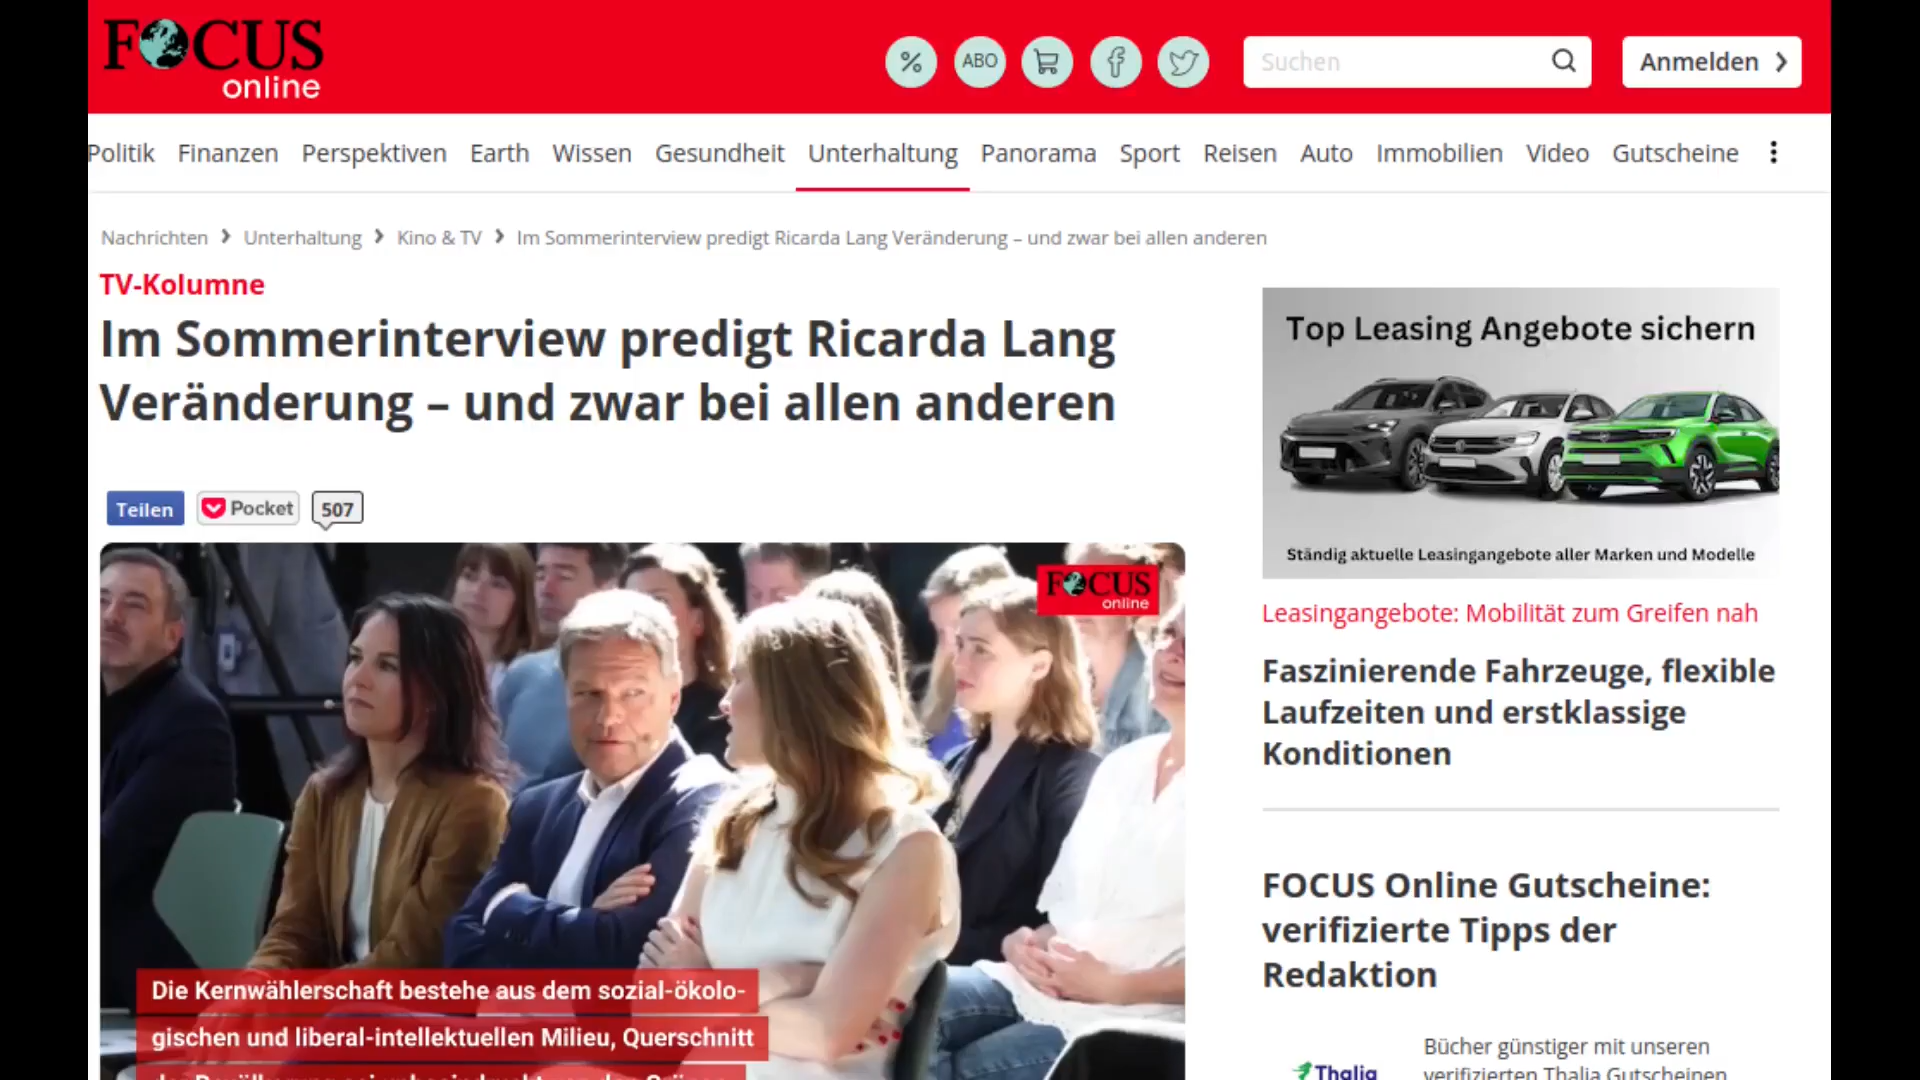 FOCUS
online
%
ABO
Suchen
Anmelden
Politik Finanzen Perspektiven Earth Wissen Gesundheit Unterhaltung Panorama Sport Reisen Auto Immobilien Video Gutscheine
Nachrichten Unterhaltung Kino & TV Im Sommerinterview predigt Ricarda Lang Veränderung – und zwar bei allen anderen
TV-Kolumne
Im Sommerinterview predigt Ricarda Lang
Veränderung – und zwar bei allen anderen
Teilen Pocket 507
FOCUS
online
Die Kernwählerschaft bestehe aus dem sozial-ökolo-
gischen und liberal-intellektuellen Milieu, Querschnitt
Top Leasing Angebote sichern
Ständig aktuelle Leasingangebote aller Marken und Modelle
Leasingangebote: Mobilität zum Greifen nah
Faszinierende Fahrzeuge, flexible
Laufzeiten und erstklassige
Konditionen
FOCUS Online Gutscheine:
verifizierte Tipps der
Redaktion
Thalia
Bücher günstiger mit unseren
verifizierten Thalia Gutscheinen